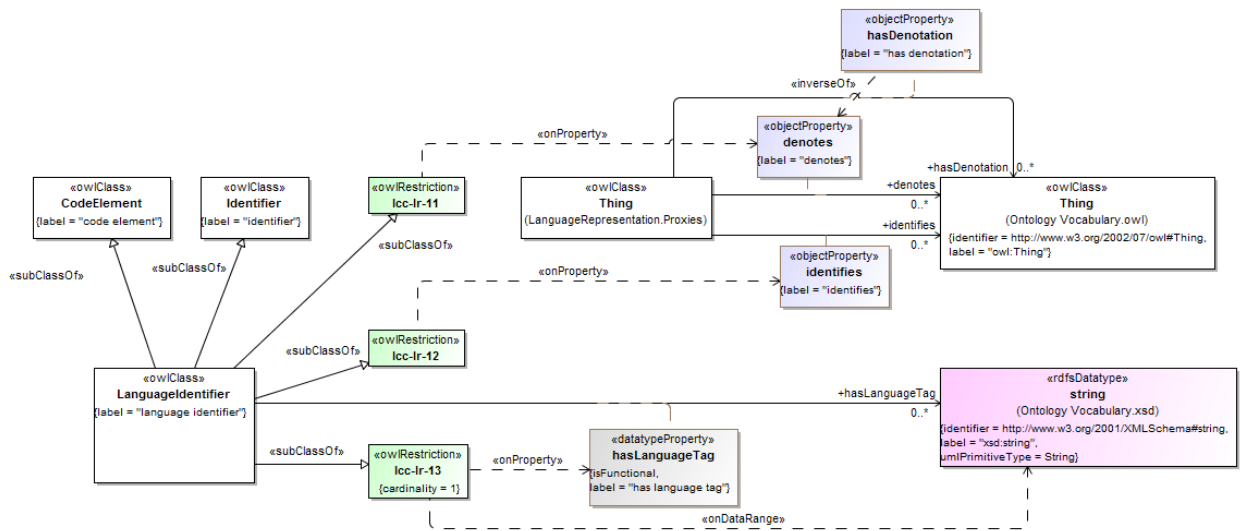 «objectProperty»
hasDenotation
{label = "has denotation"}
«inverseOf»
«objectProperty»
denotes
{label = "denotes"}
«onProperty»
+hasDenotation 0..*
«owlClass»
CodeElement
{label = "code element"}
«owlClass»
Identifier
{label = "identifier"}
«owlRestriction»
lcc-lr-11
«owlClass»
Thing
(LanguageRepresentation.Proxies)
+denotes
0..*
+identifies
0..*
«owlClass»
Thing
(Ontology Vocabulary.owl)
{identifier = http://www.w3.org/2002/07/owl#Thing,
label = "owl:Thing"}
«subClassOf»
«subClassOf»
«subClassOf»
«onProperty»
«objectProperty»
identifies
{label = "identifies"}
«subClassOf»
«owlRestriction»
lcc-lr-12
«owlClass»
LanguageIdentifier
{label = "language identifier"}
+hasLanguageTag
0..*
«rdfsDatatype»
string
(Ontology Vocabulary.xsd)
{identifier = http://www.w3.org/2001/XMLSchema#string,
label = "xsd:string",
umlPrimitiveType = String}
«subClassOf»
«owlRestriction»
lcc-lr-13
{cardinality = 1}
«onProperty»
«datatypeProperty»
hasLanguageTag
{isFunctional,
label = "has language tag"}
«onDataRange»